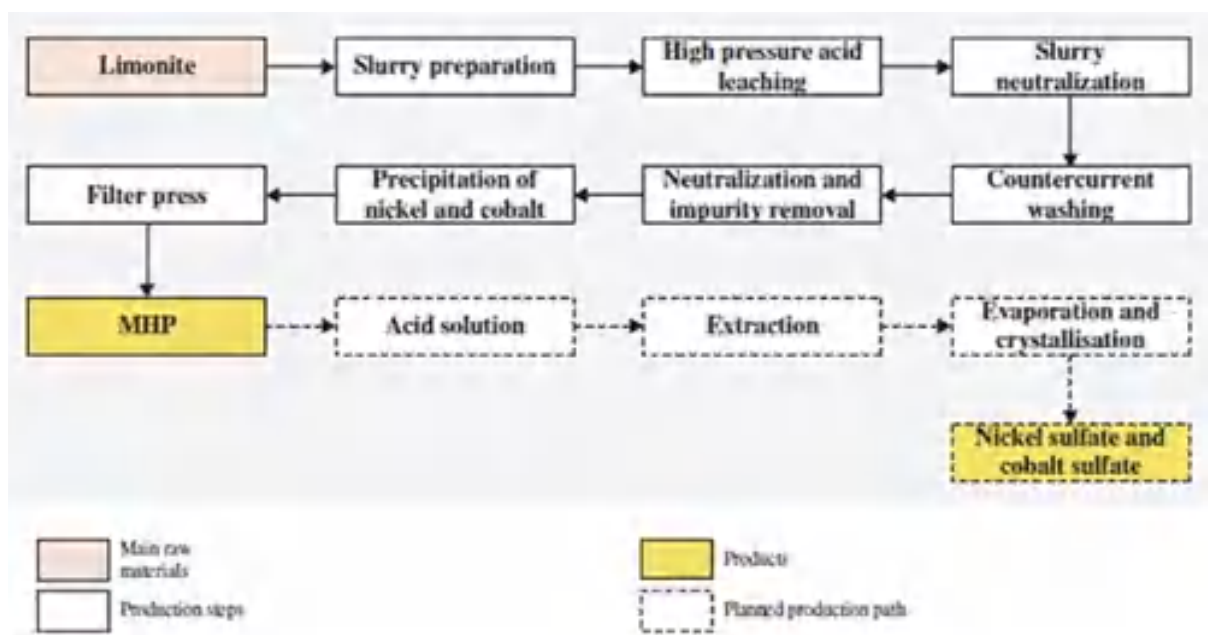 Limonite
Slurry preparation
High pressure acid
leaching
Slurry
neutralization
Filter press
Precipitation of
nickel and cobalt
Neutralization and
impurity removal
Countercurrent
washing
MHP
Acid solution
Extraction
Evaporation and
crystallisation
Nickel sulfate and
cobalt sulfate
Main raw
materials
Products
Production steps
Planned production path